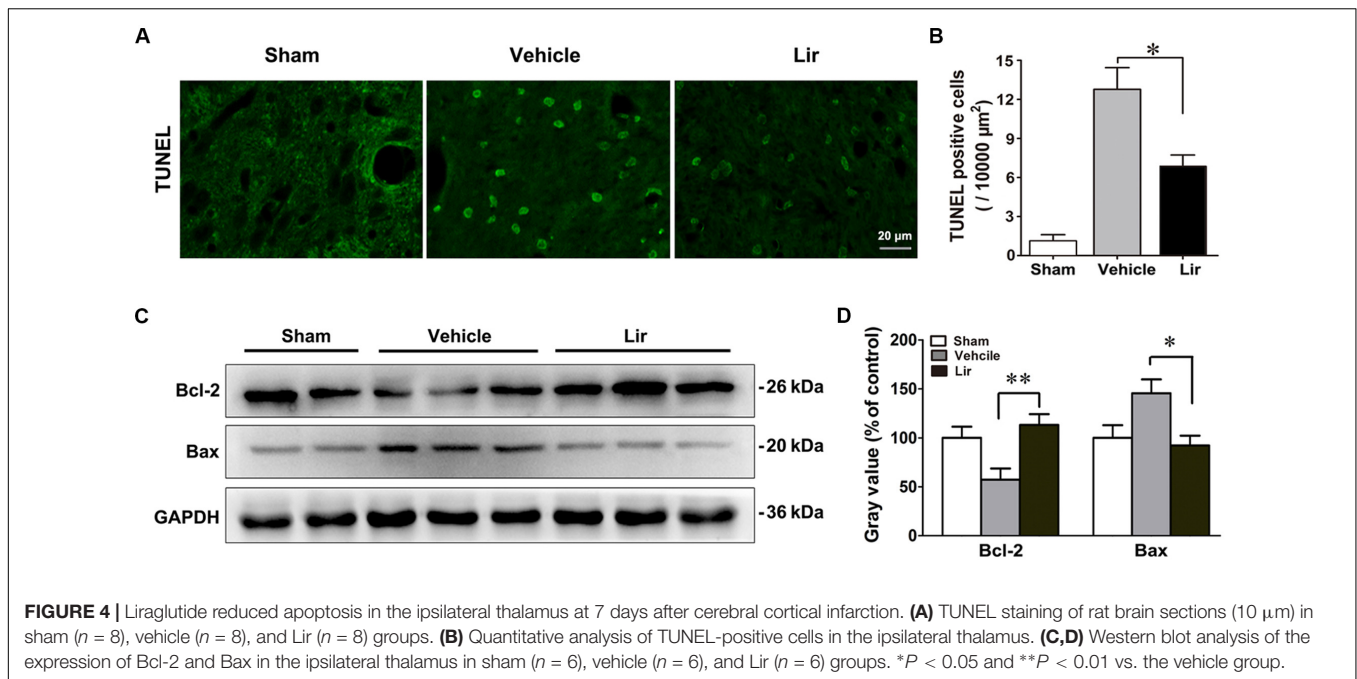 A
B
Sham Vehicle Lir
TUNEL
20 μm
TUNEL positive cells
( / 10000 μm²)
15
12
9
6
3
0
*
Sham Vehicle Lir
C
D
Sham Vehicle Lir
Bcl-2
-26 kDa
Bax
-20 kDa
GAPDH
-36 kDa
Gray value (% of control)
200
150
100
50
0
Sham
Vehcile
Lir
**
*
Bcl-2 Bax
FIGURE 4 | Liraglutide reduced apoptosis in the ipsilateral thalamus at 7 days after cerebral cortical infarction. (A) TUNEL staining of rat brain sections (10 μm) in
sham (n = 8), vehicle (n = 8), and Lir (n = 8) groups. (B) Quantitative analysis of TUNEL-positive cells in the ipsilateral thalamus. (C,D) Western blot analysis of the
expression of Bcl-2 and Bax in the ipsilateral thalamus in sham (n = 6), vehicle (n = 6), and Lir (n = 6) groups. *P < 0.05 and **P < 0.01 vs. the vehicle group.